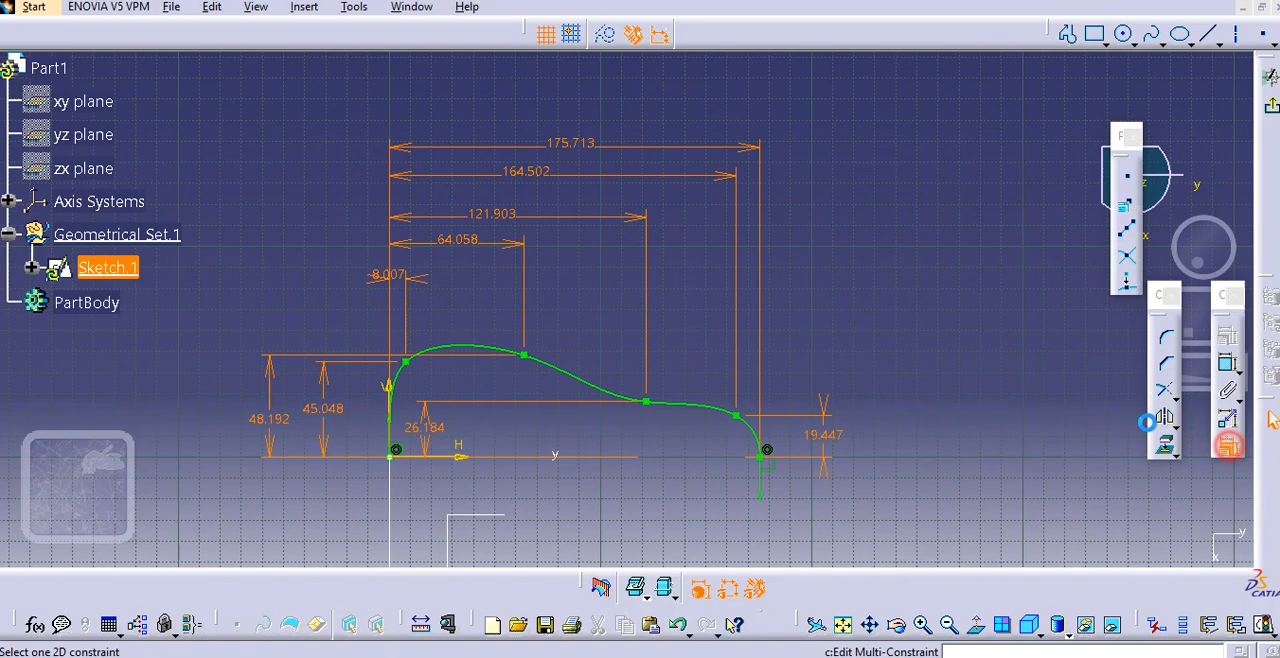 Start ENOVIA V5 VPM File Edit View Insert Tools Window Help
Part1
xy plane
yz plane
zx plane
Axis Systems
Geometrical Set.1
Sketch.1
PartBody
175.713
164.502
121.903
64.058
8.007
48.192
45.048
26.184
19.447
V
H
y
P
z
y
x
C
C
y
x
CATIA
f(x)
Select one 2D constraint
c:Edit Multi-Constraint